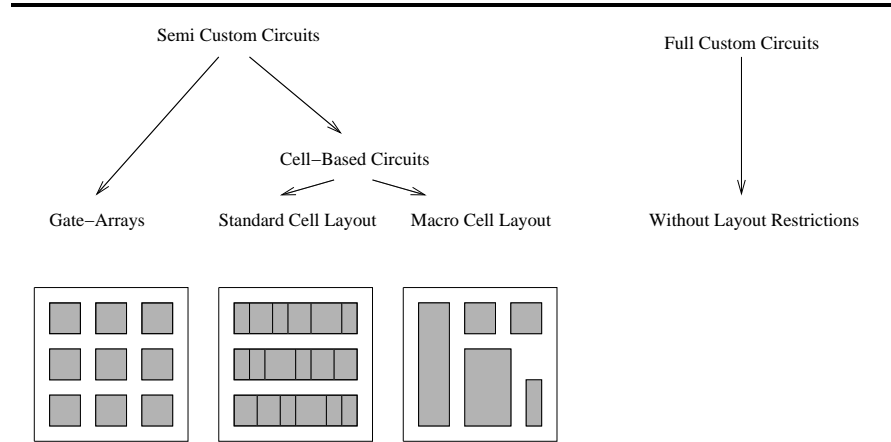 Semi Custom Circuits
Full Custom Circuits
Cell−Based Circuits
Gate−Arrays
Standard Cell Layout
Macro Cell Layout
Without Layout Restrictions